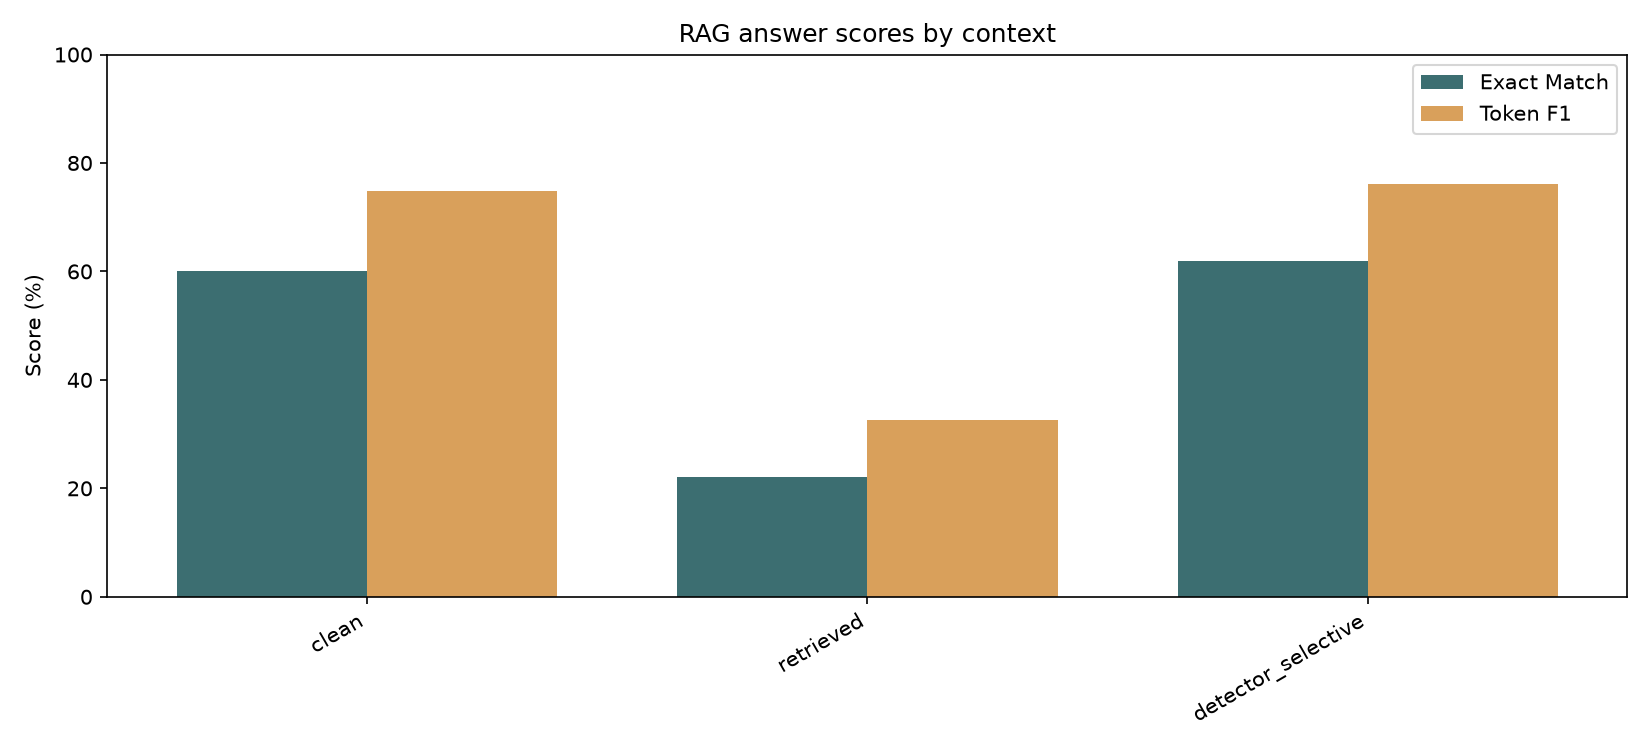 RAG answer scores by context
Exact Match
Token F1
Score (%)
100
80
60
40
20
0
clean
retrieved
detector_selective